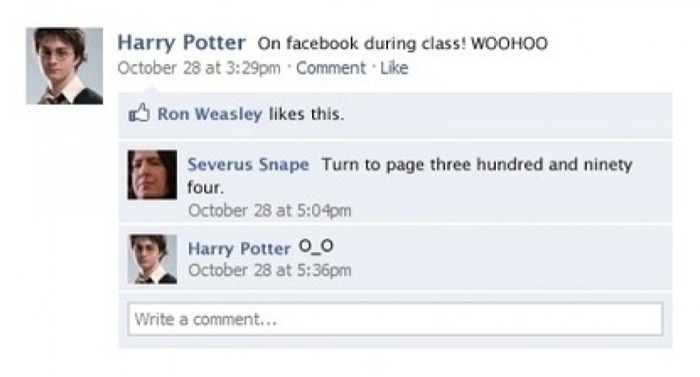 Harry Potter On facebook during class! WOOHOO
October 28 at 3:29pm · Comment · Like
Ron Weasley likes this.
Severus Snape Turn to page three hundred and ninety
four.
October 28 at 5:04pm
Harry Potter O_O
October 28 at 5:36pm
Write a comment...